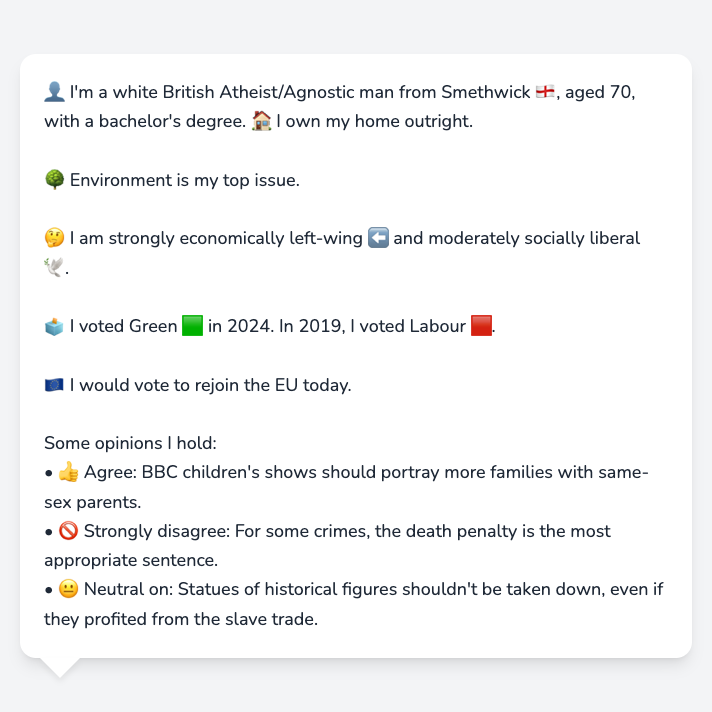 👤 I'm a white British Atheist/Agnostic man from Smethwick 🏴󠁧󠁢󠁥󠁮󠁧󠁿, aged 70,
with a bachelor's degree. 🏠 I own my home outright.
🌳 Environment is my top issue.
🤔 I am strongly economically left-wing ⬅️ and moderately socially liberal
🕊️.
🗳️ I voted Green 🟩 in 2024. In 2019, I voted Labour 🟥.
🇪🇺 I would vote to rejoin the EU today.
Some opinions I hold:
• 👍 Agree: BBC children's shows should portray more families with same-
sex parents.
• 🚫 Strongly disagree: For some crimes, the death penalty is the most
appropriate sentence.
• 😐 Neutral on: Statues of historical figures shouldn't be taken down, even if
they profited from the slave trade.